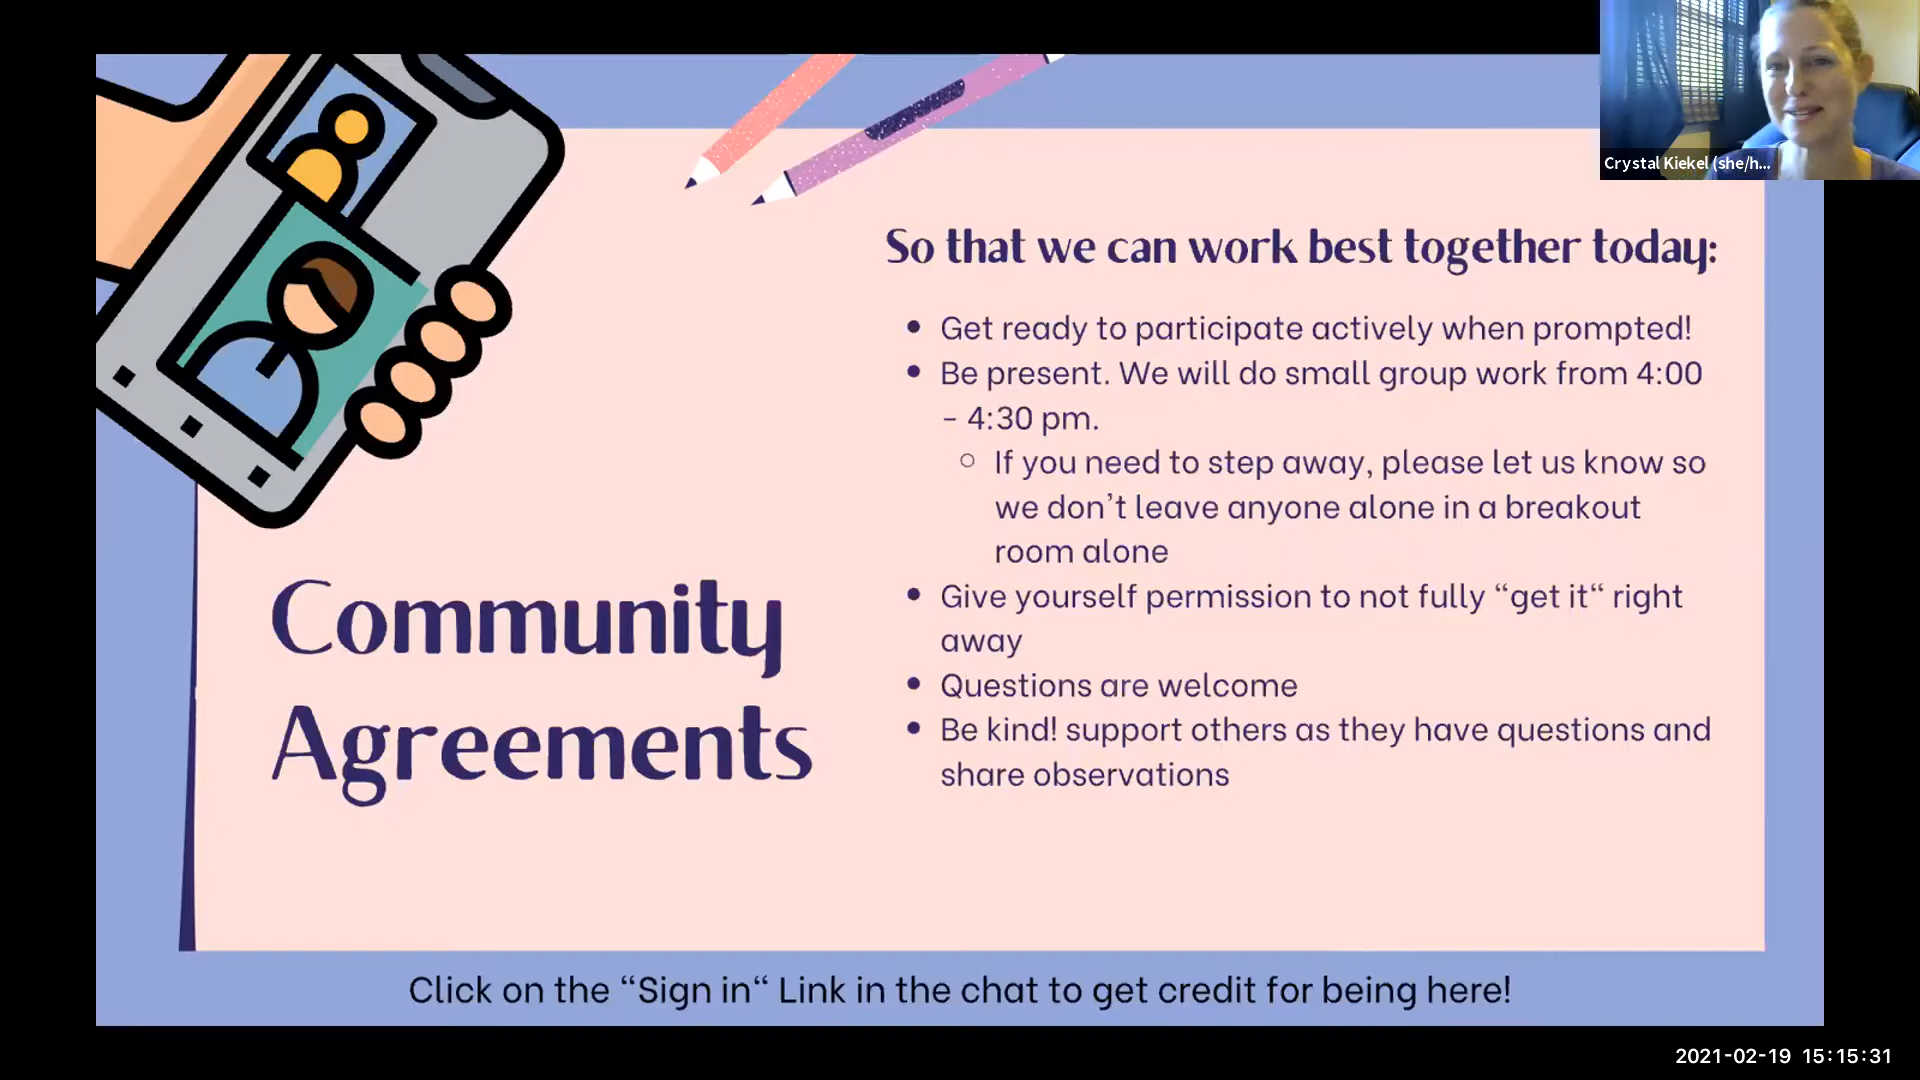 Crystal Kiekel (she/h...
So that we can work best together today:
• Get ready to participate actively when prompted!
• Be present. We will do small group work from 4:00
– 4:30 pm.
○ If you need to step away, please let us know so
we don't leave anyone alone in a breakout
room alone
• Give yourself permission to not fully “get it“ right
away
• Questions are welcome
• Be kind! support others as they have questions and
share observations
Community
Agreements
Click on the “Sign in“ Link in the chat to get credit for being here!
2021-02-19 15:15:31